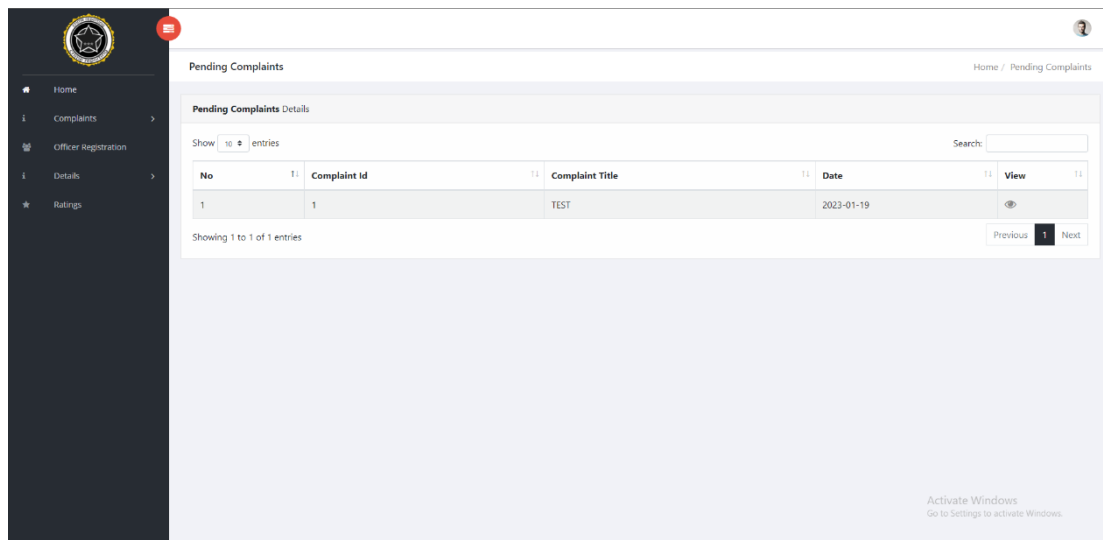 Pending Complaints
Home / Pending Complaints
Home
Complaints
Officer Registration
Details
Ratings
Pending Complaints Details
Show 10 entries
Search:
No Complaint Id Complaint Title Date View
1 1 TEST 2023-01-19
Showing 1 to 1 of 1 entries
Previous 1 Next
Activate Windows
Go to Settings to activate Windows.